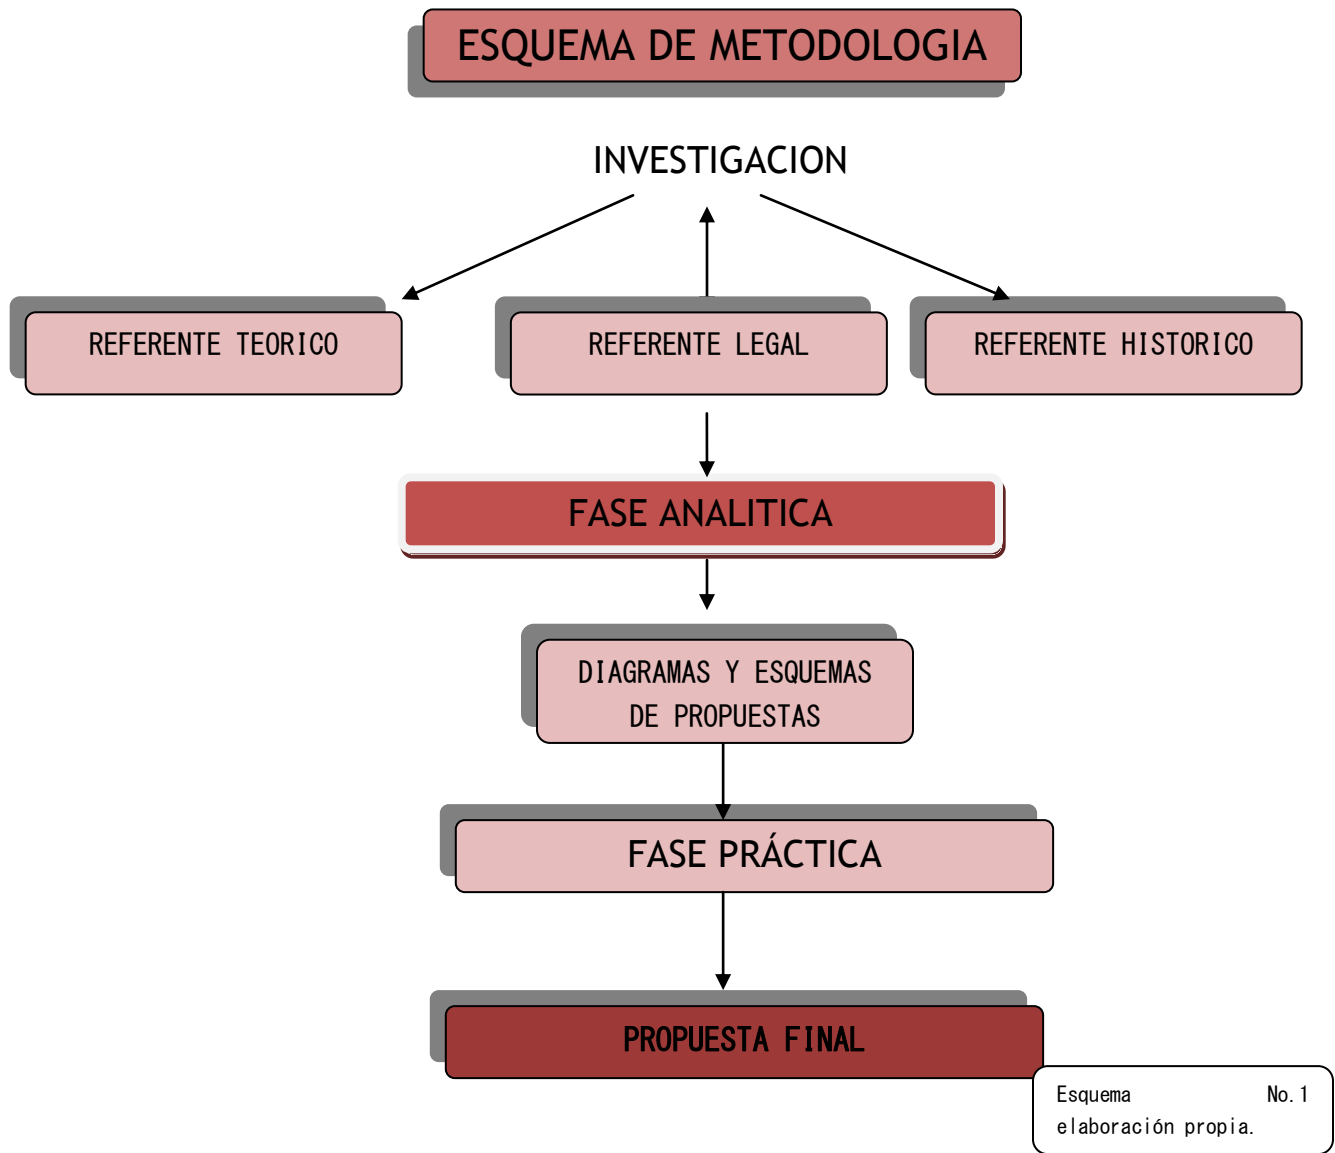 ESQUEMA DE METODOLOGIA
INVESTIGACION
REFERENTE TEORICO
REFERENTE LEGAL
REFERENTE HISTORICO
FASE ANALITICA
DIAGRAMAS Y ESQUEMAS
DE PROPUESTAS
FASE PRÁCTICA
PROPUESTA FINAL
Esquema No.1
elaboración propia.